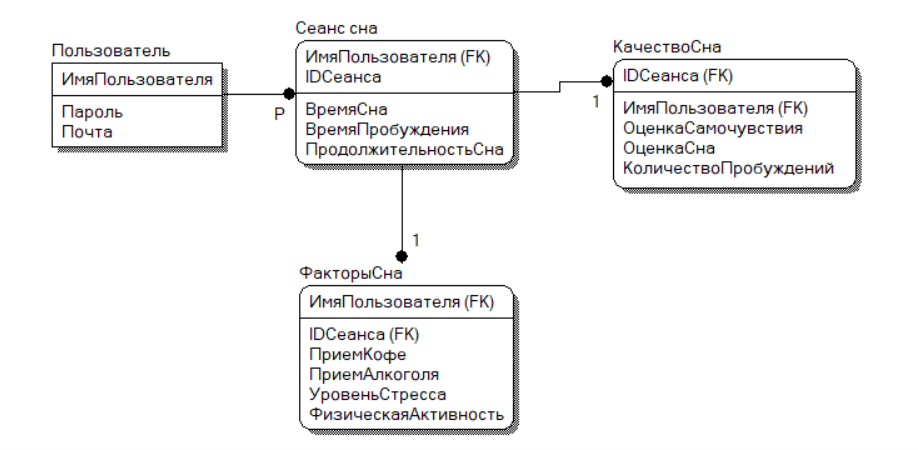 Пользователь
ИмяПользователя
Пароль
Почта
P
Сеанс сна
ИмяПользователя (FK)
IDСеанса
ВремяСна
ВремяПробуждения
ПродолжительностьСна
1
КачествоСна
IDСеанса (FK)
ИмяПользователя (FK)
ОценкаСамочувствия
ОценкаСна
КоличествоПробуждений
1
ФакторыСна
ИмяПользователя (FK)
IDСеанса (FK)
ПриемКофе
ПриемАлкоголя
УровеньСтресса
ФизическаяАктивность